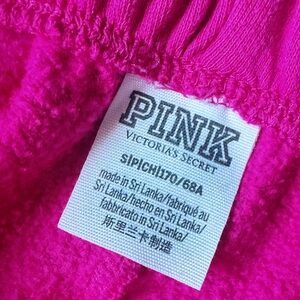 PINK
VICTORIA'S SECRET
S|P|CH|170/68A
made in Sri Lanka/fabriqué au
Sri Lanka/hecho en Sri Lanka/
fabbricato in Sri Lanka/
斯里兰卡制造